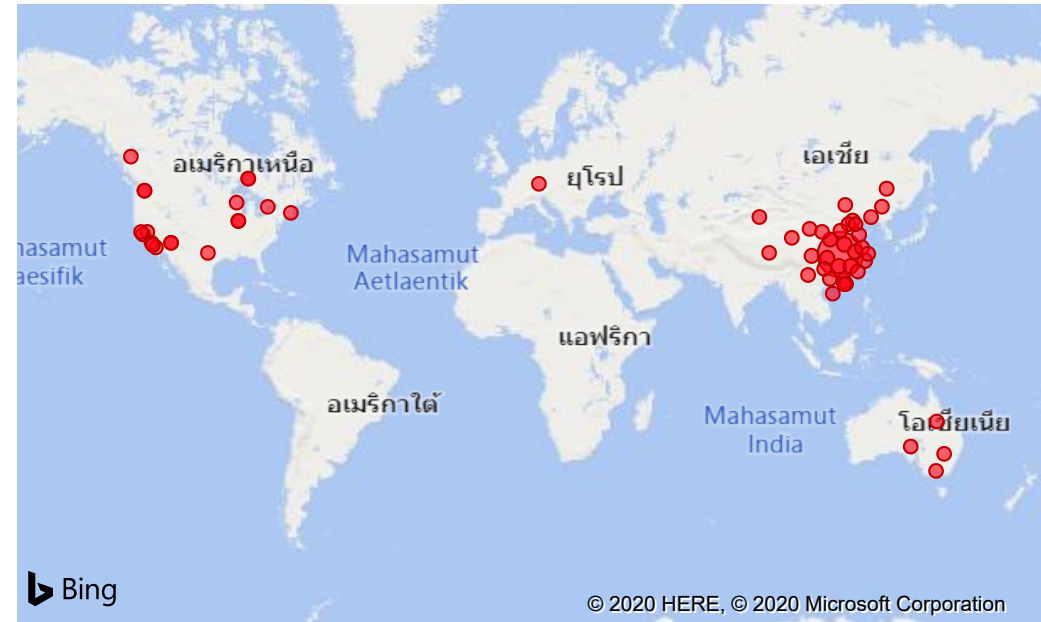 อเมริกาเหนือ
ยุโรป
เอเซีย
hasamut
aesifik
Mahasamut
Aetlaentik
แอฟริกา
อเมริกาใต้
Mahasamut
India
โอเชียเนีย
Bing
© 2020 HERE, © 2020 Microsoft Corporation